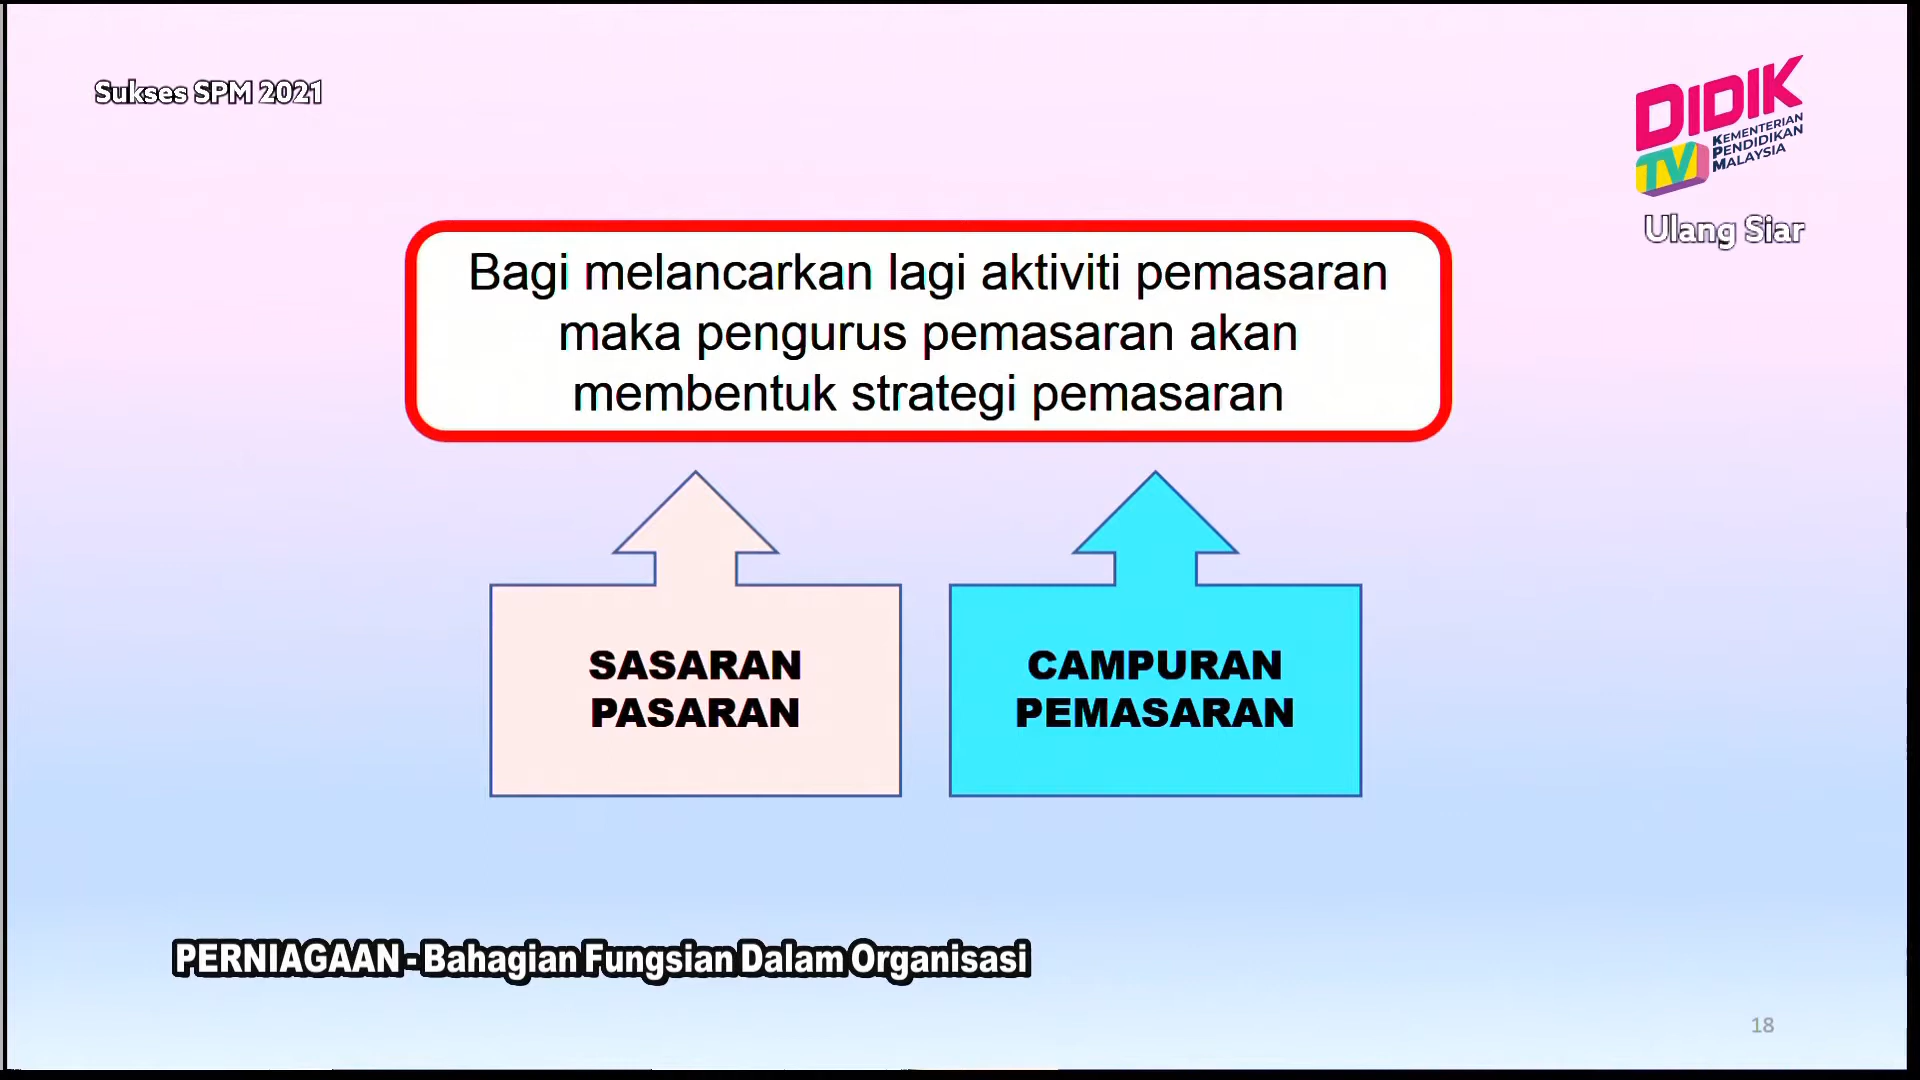 Sukses SPM 2021
DIDIK
TV
KEMENTERIAN
PENDIDIKAN
MALAYSIA
Ulang Siar
Bagi melancarkan lagi aktiviti pemasaran
maka pengurus pemasaran akan
membentuk strategi pemasaran
SASARAN
PASARAN
CAMPURAN
PEMASARAN
PERNIAGAAN - Bahagian Fungsian Dalam Organisasi
18